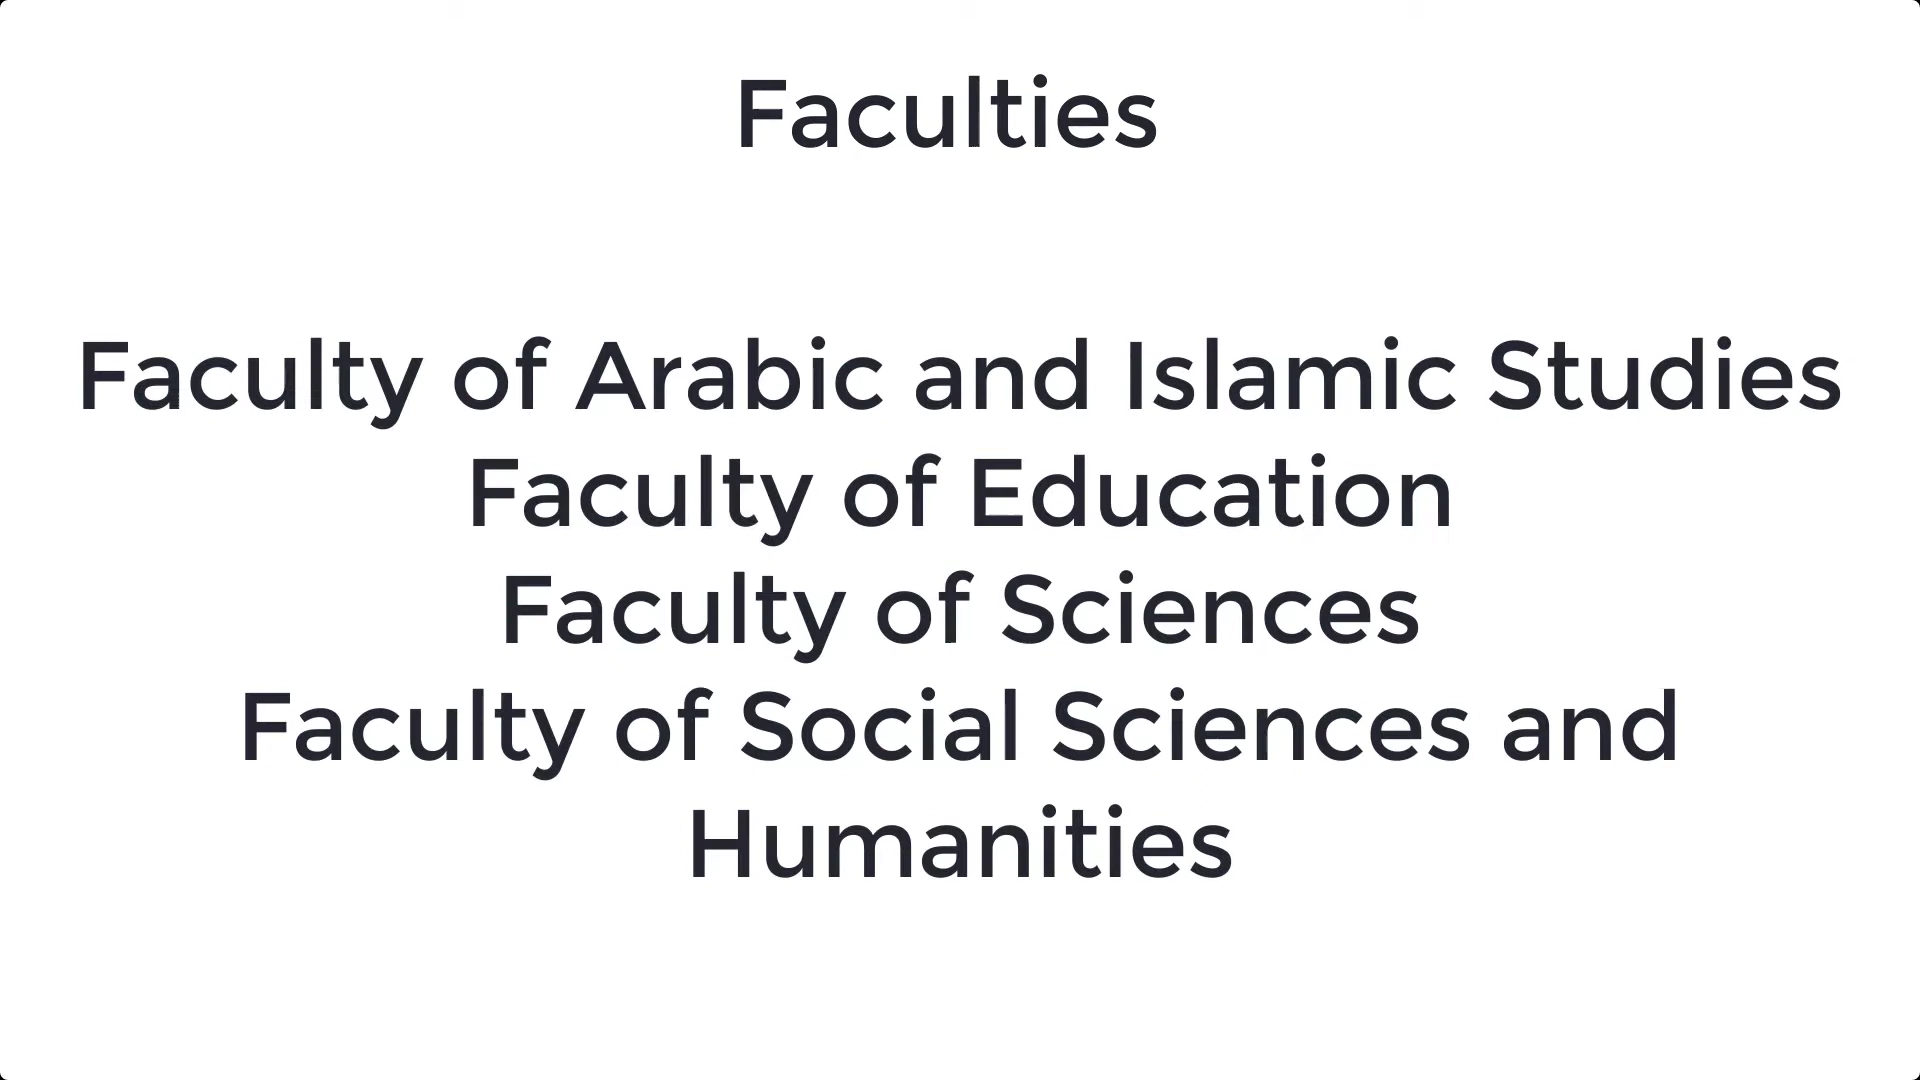 Faculties
Faculty of Arabic and Islamic Studies
Faculty of Education
Faculty of Sciences
Faculty of Social Sciences and
Humanities